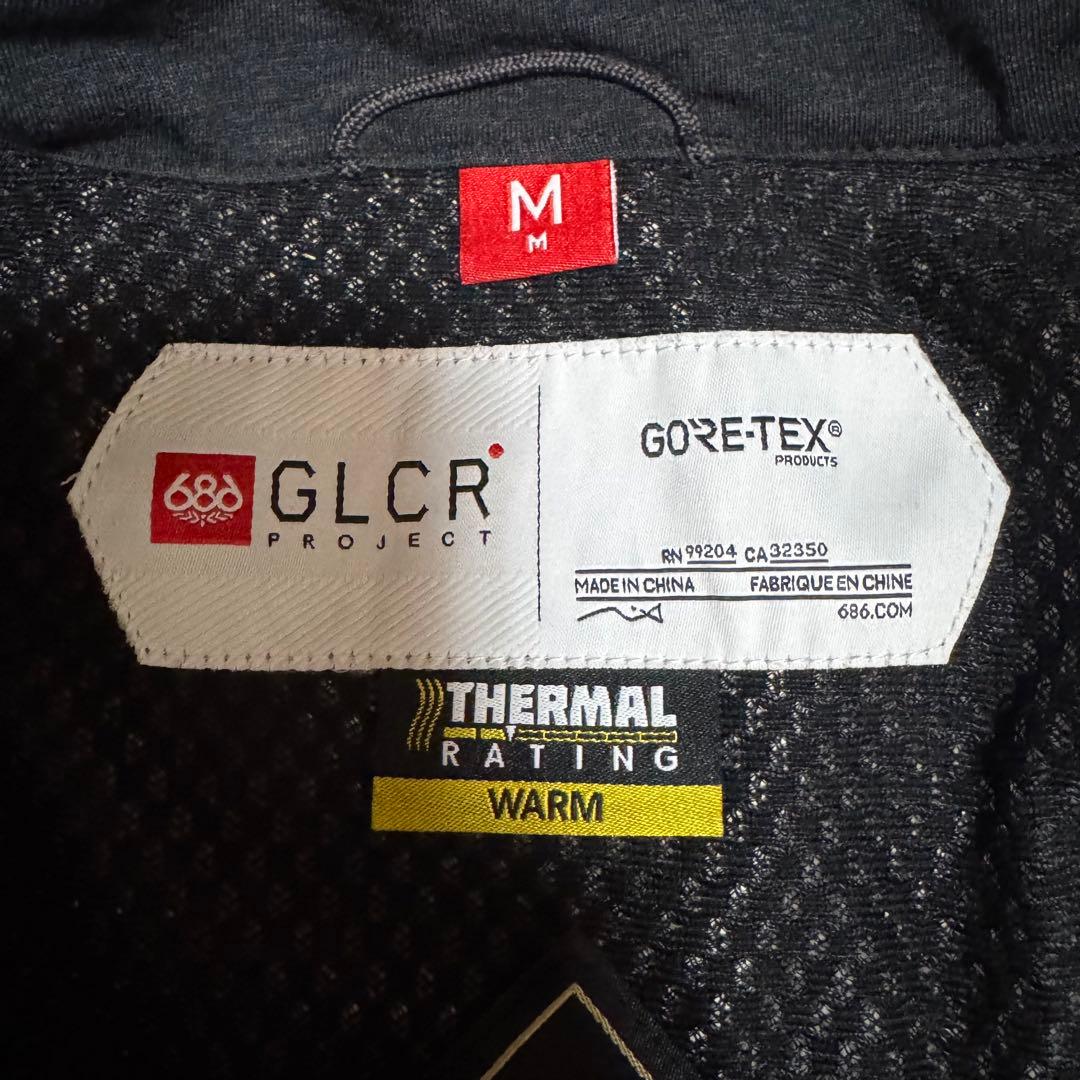 M
M
686
GLCR
PROJECT
GORE-TEX®
PRODUCTS
RN 99204 CA 32350
MADE IN CHINA FABRIQUE EN CHINE
686.COM
THERMAL
RATING
WARM